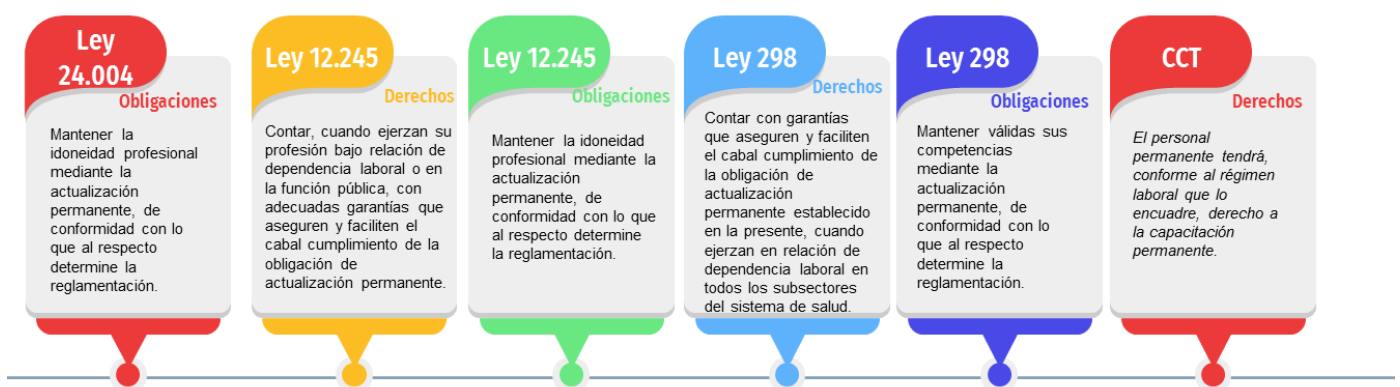 Ley
24.004
Obligaciones
Mantener la
idoneidad profesional
mediante la
actualización
permanente, de
conformidad con lo
que al respecto
determine la
reglamentación.
Ley 12.245
Derechos
Contar, cuando ejerzan su
profesión bajo relación de
dependencia laboral o en
la función pública, con
adecuadas garantías que
aseguren y faciliten el
cabal cumplimiento de la
obligación de
actualización permanente.
Ley 12.245
Obligaciones
Mantener la idoneidad
profesional mediante la
actualización
permanente, de
conformidad con lo que
al respecto determine
la reglamentación.
Ley 298
Derechos
Contar con garantías
que aseguren y faciliten
el cabal cumplimiento de
la obligación de
actualización
permanente establecido
en la presente, cuando
ejerzan en relación de
dependencia laboral en
todos los subsectores
del sistema de salud.
Ley 298
Obligaciones
Mantener válidas sus
competencias
mediante la
actualización
permanente, de
conformidad con lo
que al respecto
determine la
reglamentación.
CCT
Derechos
El personal
permanente tendrá,
conforme al régimen
laboral que lo
encuadre, derecho a
la capacitación
permanente.